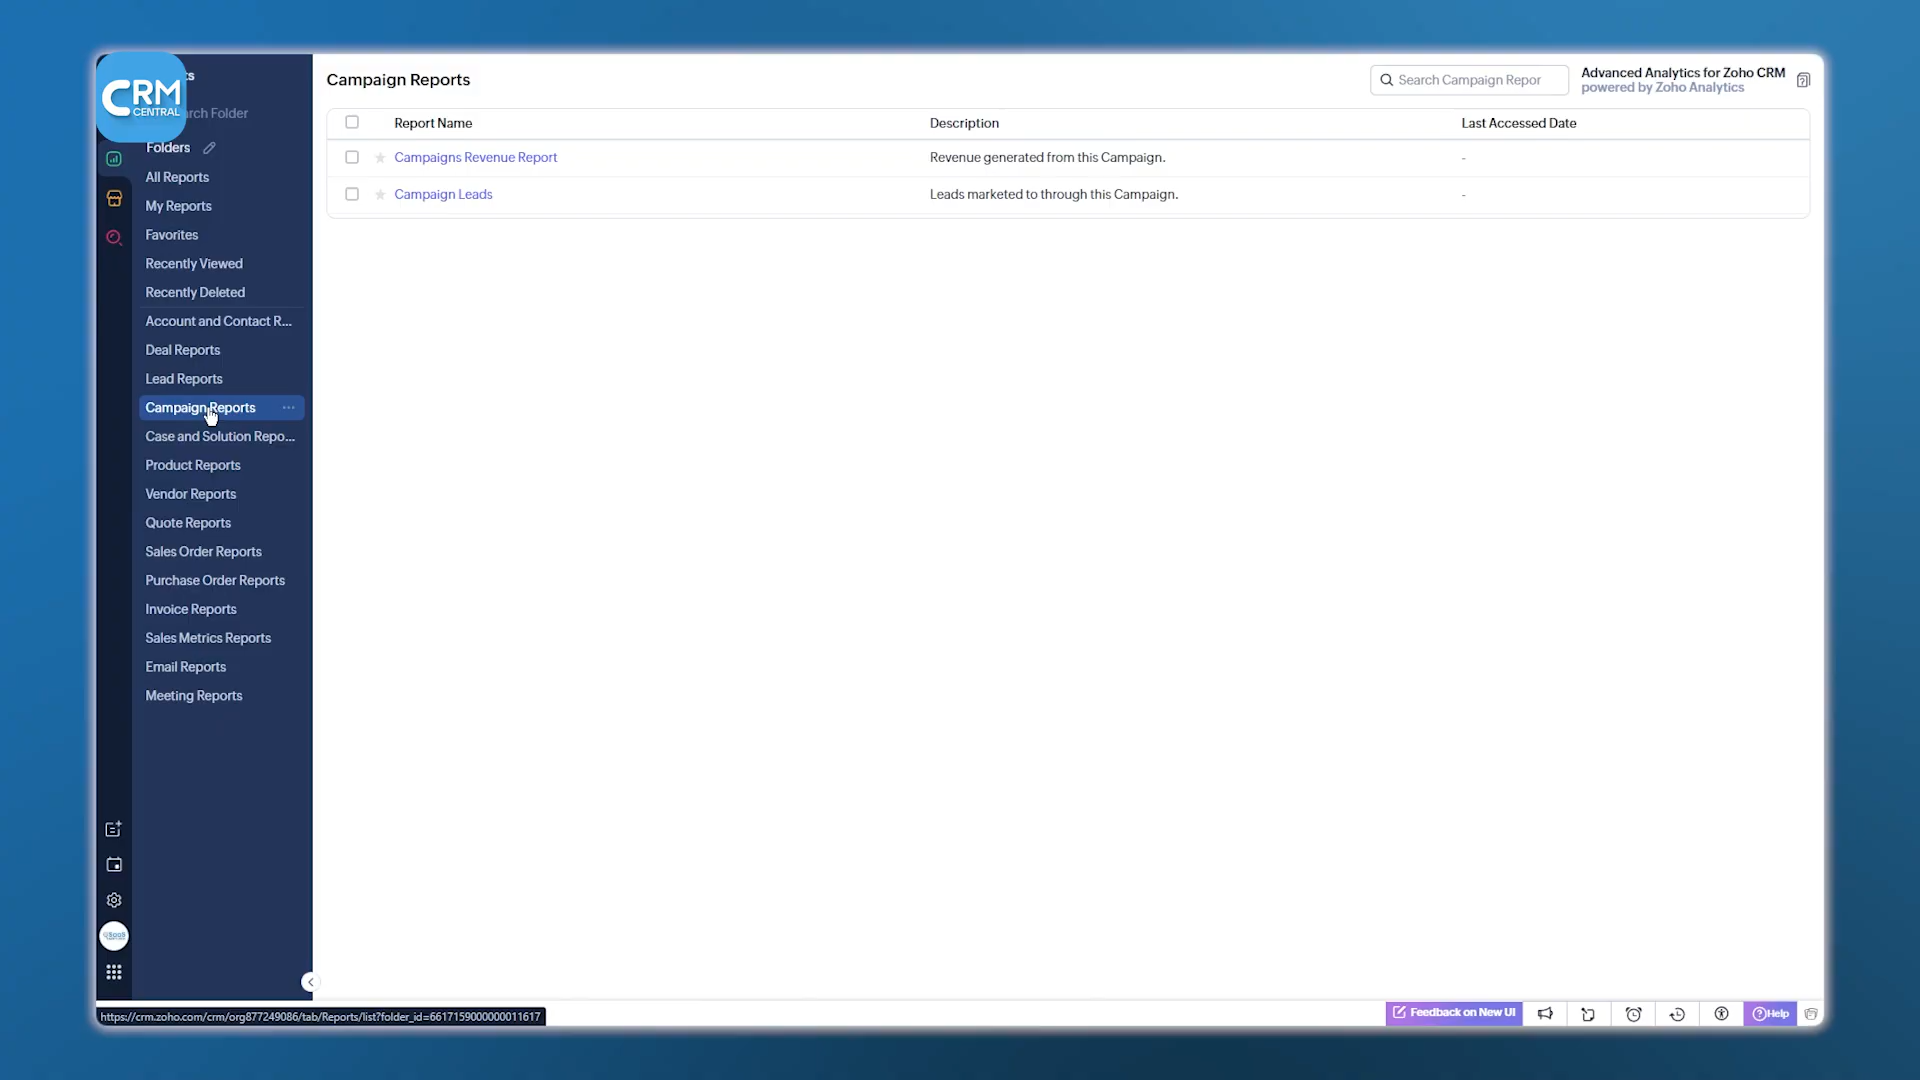 CRM
CENTRAL
Folders
All Reports
My Reports
Favorites
Recently Viewed
Recently Deleted
Account and Contact R...
Deal Reports
Lead Reports
Campaign Reports
Case and Solution Repo...
Product Reports
Vendor Reports
Quote Reports
Sales Order Reports
Purchase Order Reports
Invoice Reports
Sales Metrics Reports
Email Reports
Meeting Reports
Campaign Reports
Search Campaign Repor
Advanced Analytics for Zoho CRM
powered by Zoho Analytics
Report Name Description Last Accessed Date
Campaigns Revenue Report Revenue generated from this Campaign. -
Campaign Leads Leads marketed to through this Campaign. -
https://crm.zoho.com/crm/org877249086/tab/Reports/list?folder_id=6617159000000011617
Feedback on New UI
Help